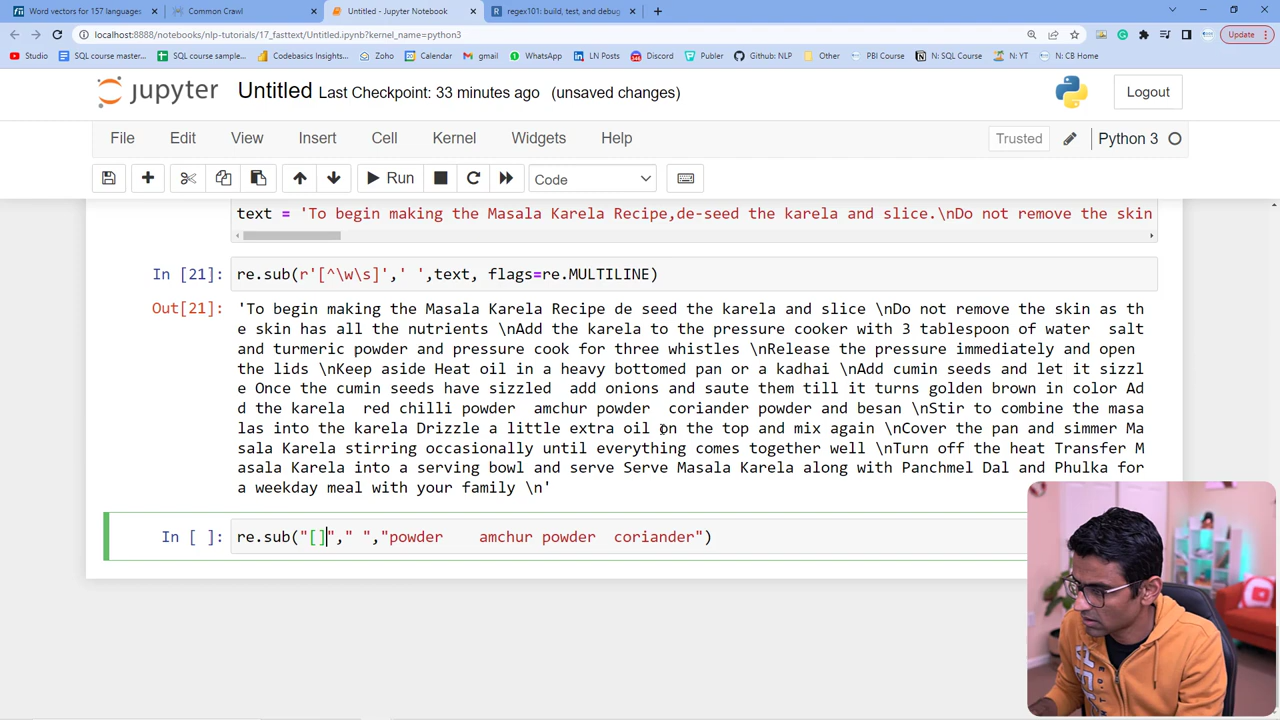 Word vectors for 157 languages
Common Crawl
Untitled - Jupyter Notebook
regex101: build, test, and debug
localhost:8888/notebooks/nlp-tutorials/17_fasttext/Untitled.ipynb?kernel_name=python3
Update
Studio
SQL course master...
SQL course sample...
Codebasics Insights...
Zoho
Calendar
gmail
WhatsApp
LN Posts
Discord
Publer
Github: NLP
Other
PBI Course
N: SQL Course
N: YT
N: CB Home
jupyter Untitled Last Checkpoint: 33 minutes ago (unsaved changes)
Logout
File Edit View Insert Cell Kernel Widgets Help
Trusted Python 3
Run Code
text = 'To begin making the Masala Karela Recipe,de-seed the karela and slice.\nDo not remove the skin
In [21]: re.sub(r'[^\w\s]',' ',text, flags=re.MULTILINE)
Out[21]: 'To begin making the Masala Karela Recipe de seed the karela and slice \nDo not remove the skin as th
e skin has all the nutrients \nAdd the karela to the pressure cooker with 3 tablespoon of water  salt
and turmeric powder and pressure cook for three whistles \nRelease the pressure immediately and open
the lids \nKeep aside Heat oil in a heavy bottomed pan or a kadhai \nAdd cumin seeds and let it sizzl
e Once the cumin seeds have sizzled  add onions and saute them till it turns golden brown in color Ad
d the karela  red chilli powder  amchur powder  coriander powder and besan \nStir to combine the masa
las into the karela Drizzle a little extra oil on the top and mix again \nCover the pan and simmer Ma
sala Karela stirring occasionally until everything comes together well \nTurn off the heat Transfer M
asala Karela into a serving bowl and serve Serve Masala Karela along with Panchmel Dal and Phulka for
a weekday meal with your family \n'
In [ ]: re.sub("[]"," ","powder    amchur powder  coriander")